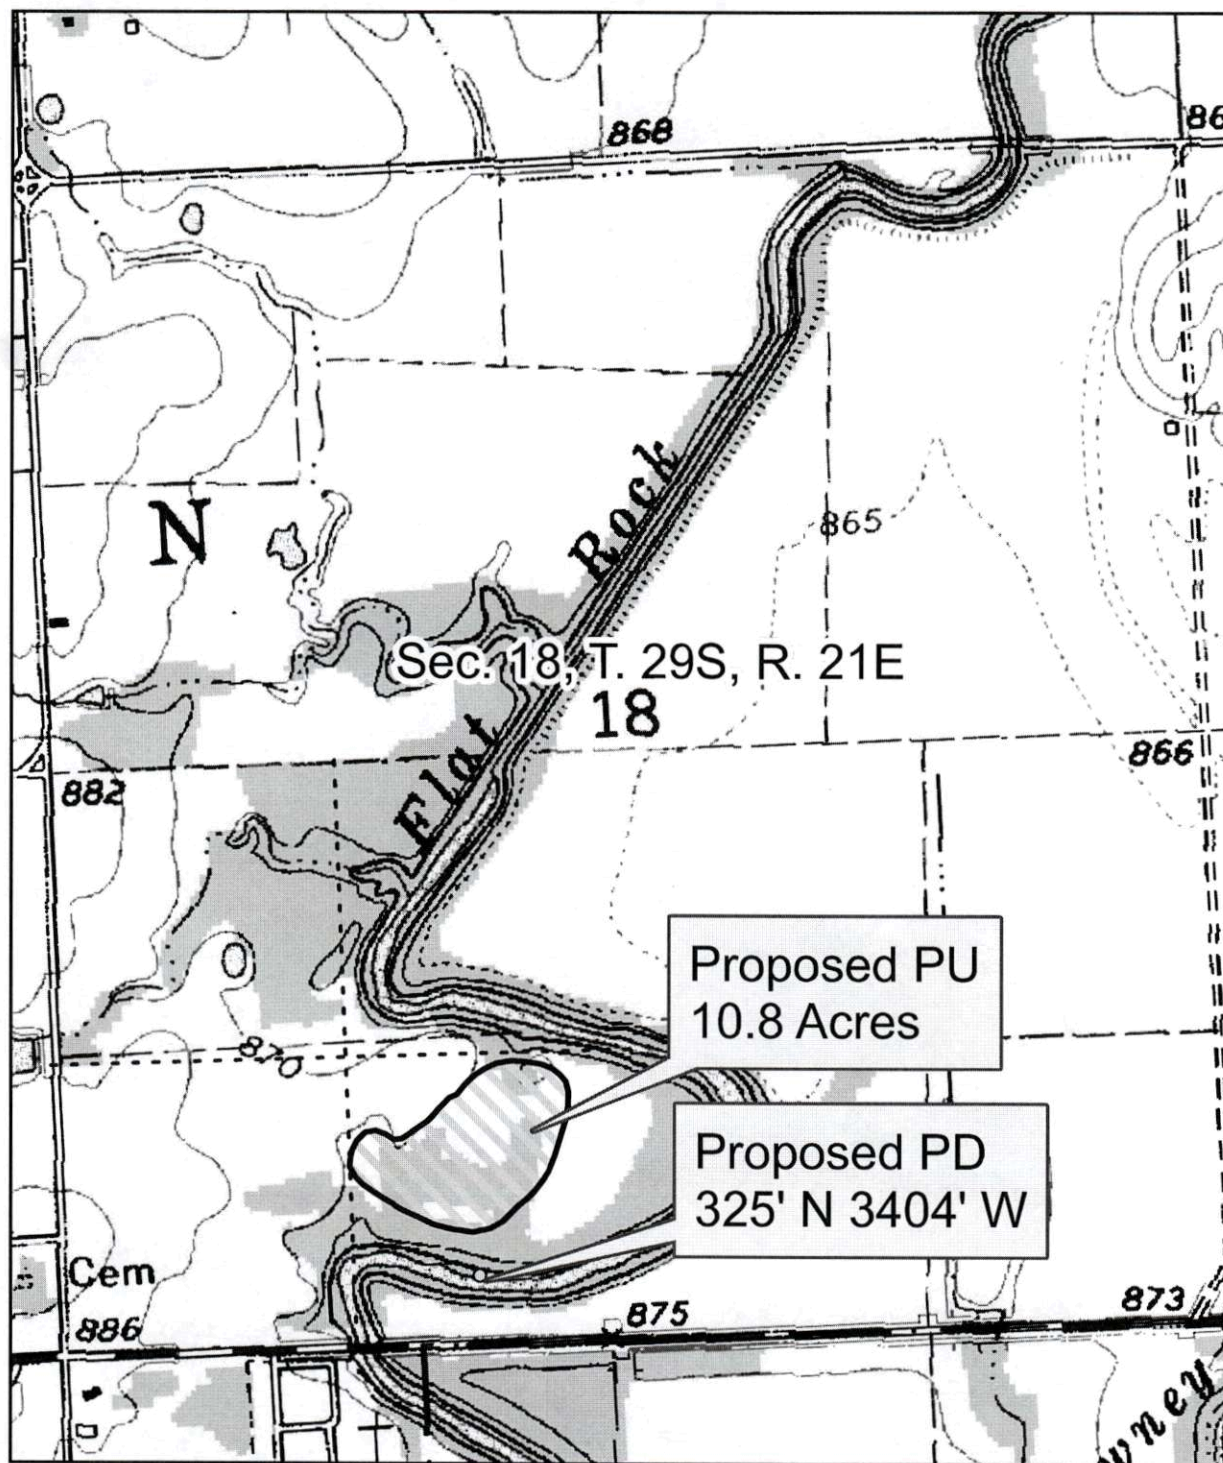 868
86
Rock
N
865
Sec. 18, T. 29S, R. 21E
18
Flat
866
882
Proposed PU
10.8 Acres
870
Proposed PD
325' N 3404' W
Cem
886
875
873
wney